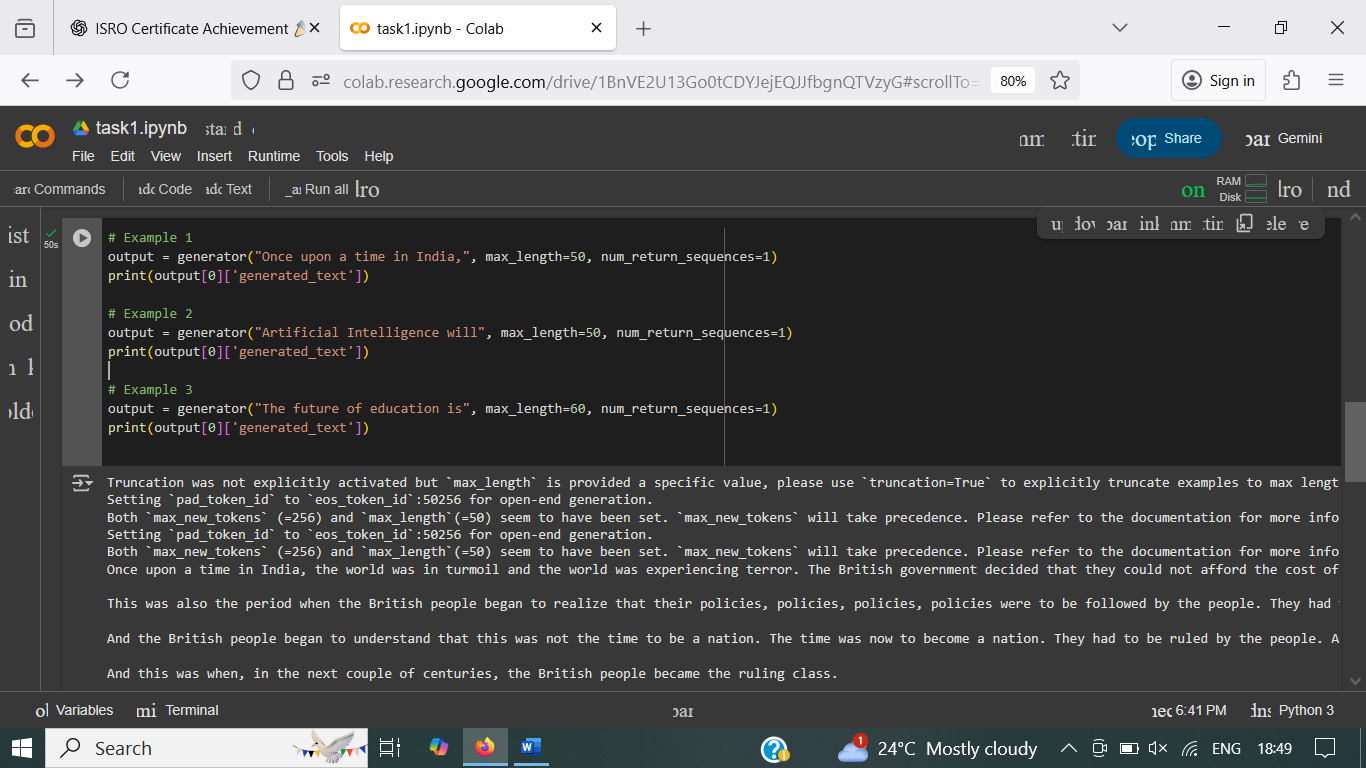 ISRO Certificate Achievement
task1.ipynb - Colab
colab.research.google.com/drive/1BnVE2U13Go0tCDYJejEQJJfbgnQTVzyG#scrollTo=
80%
Sign in
task1.ipynb
Share
Gemini
File Edit View Insert Runtime Tools Help
Commands Code Text Run all
RAM
Disk
50s
# Example 1
output = generator("Once upon a time in India,", max_length=50, num_return_sequences=1)
print(output[0]['generated_text'])
# Example 2
output = generator("Artificial Intelligence will", max_length=50, num_return_sequences=1)
print(output[0]['generated_text'])
# Example 3
output = generator("The future of education is", max_length=60, num_return_sequences=1)
print(output[0]['generated_text'])
Truncation was not explicitly activated but `max_length` is provided a specific value, please use `truncation=True` to explicitly truncate examples to max lengt
Setting `pad_token_id` to `eos_token_id`:50256 for open-end generation.
Both `max_new_tokens` (=256) and `max_length`(=50) seem to have been set. `max_new_tokens` will take precedence. Please refer to the documentation for more info
Setting `pad_token_id` to `eos_token_id`:50256 for open-end generation.
Both `max_new_tokens` (=256) and `max_length`(=50) seem to have been set. `max_new_tokens` will take precedence. Please refer to the documentation for more info
Once upon a time in India, the world was in turmoil and the world was experiencing terror. The British government decided that they could not afford the cost of
This was also the period when the British people began to realize that their policies, policies, policies, policies were to be followed by the people. They had
And the British people began to understand that this was not the time to be a nation. The time was now to become a nation. They had to be ruled by the people. A
And this was when, in the next couple of centuries, the British people became the ruling class.
Variables Terminal
6:41 PM Python 3
Search
1
24°C Mostly cloudy
ENG 18:49